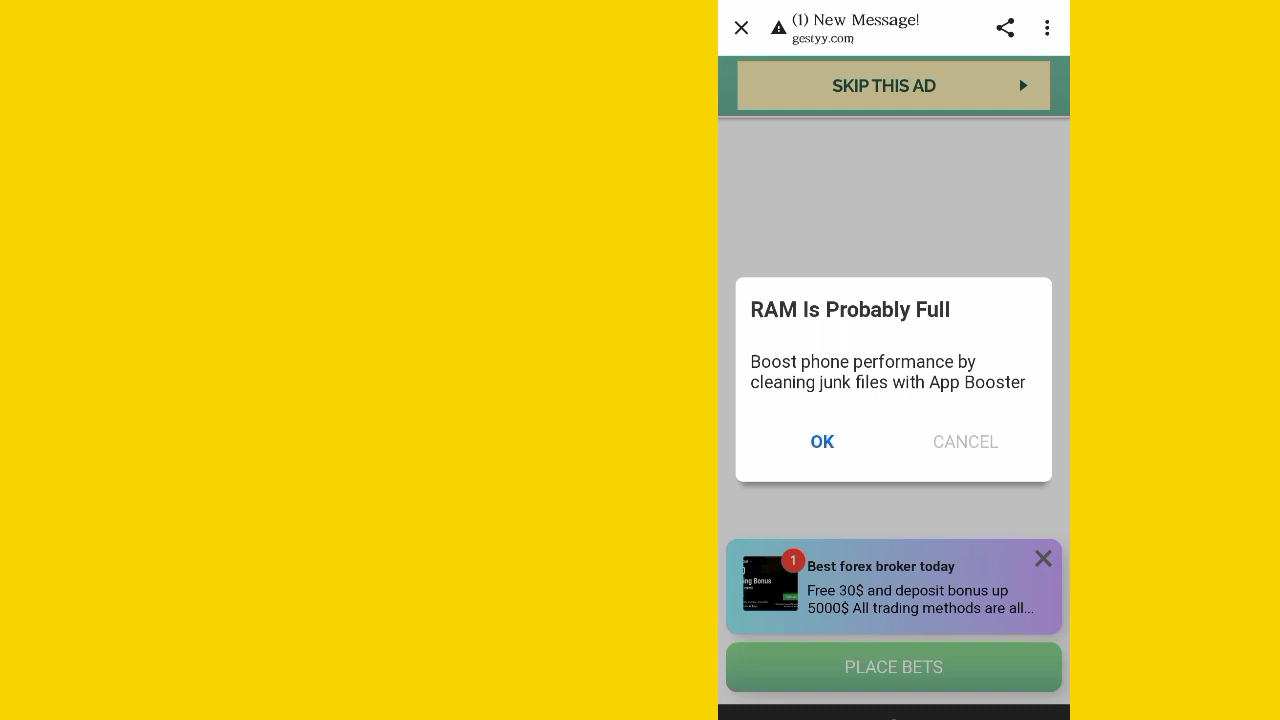 (1) New Message!
gestyy.com
SKIP THIS AD
RAM Is Probably Full
Boost phone performance by
cleaning junk files with App Booster
OK
CANCEL
1
Best forex broker today
Free 30$ and deposit bonus up
5000$ All trading methods are all...
PLACE BETS